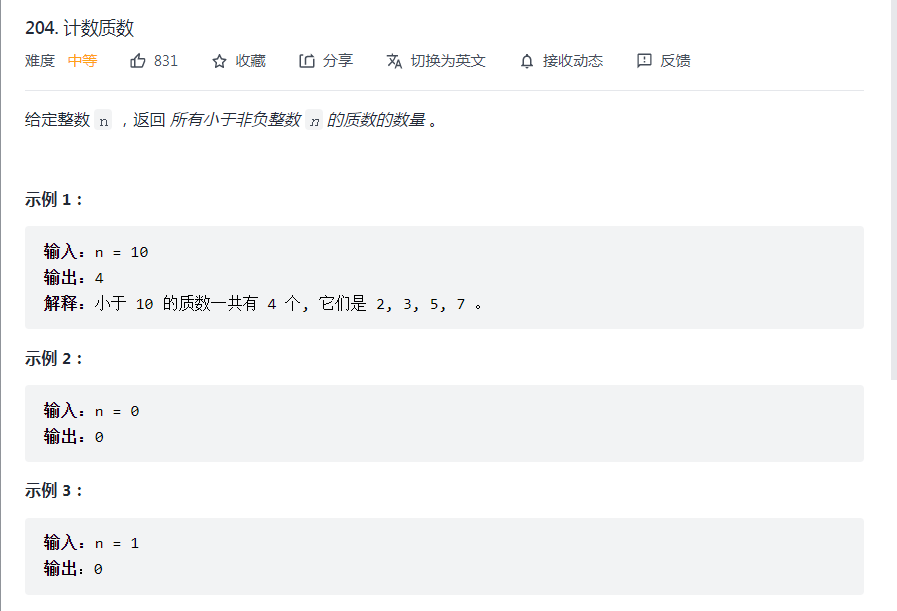 204. 计数质数
难度 中等 831 收藏 分享 切换为英文 接收动态 反馈
给定整数 n ，返回 所有小于非负整数 n 的质数的数量 。
示例 1：
输入：n = 10
输出：4
解释：小于 10 的质数一共有 4 个, 它们是 2, 3, 5, 7 。
示例 2：
输入：n = 0
输出：0
示例 3：
输入：n = 1
输出：0